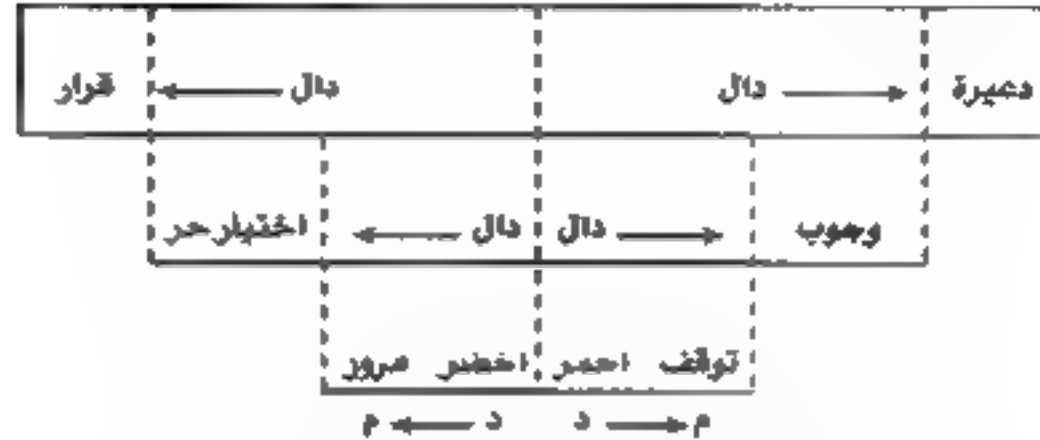 دعيرة دال دال قرار
وجوب دال دال اختيار حر
توقف احمر اخضر مرور
م د د م